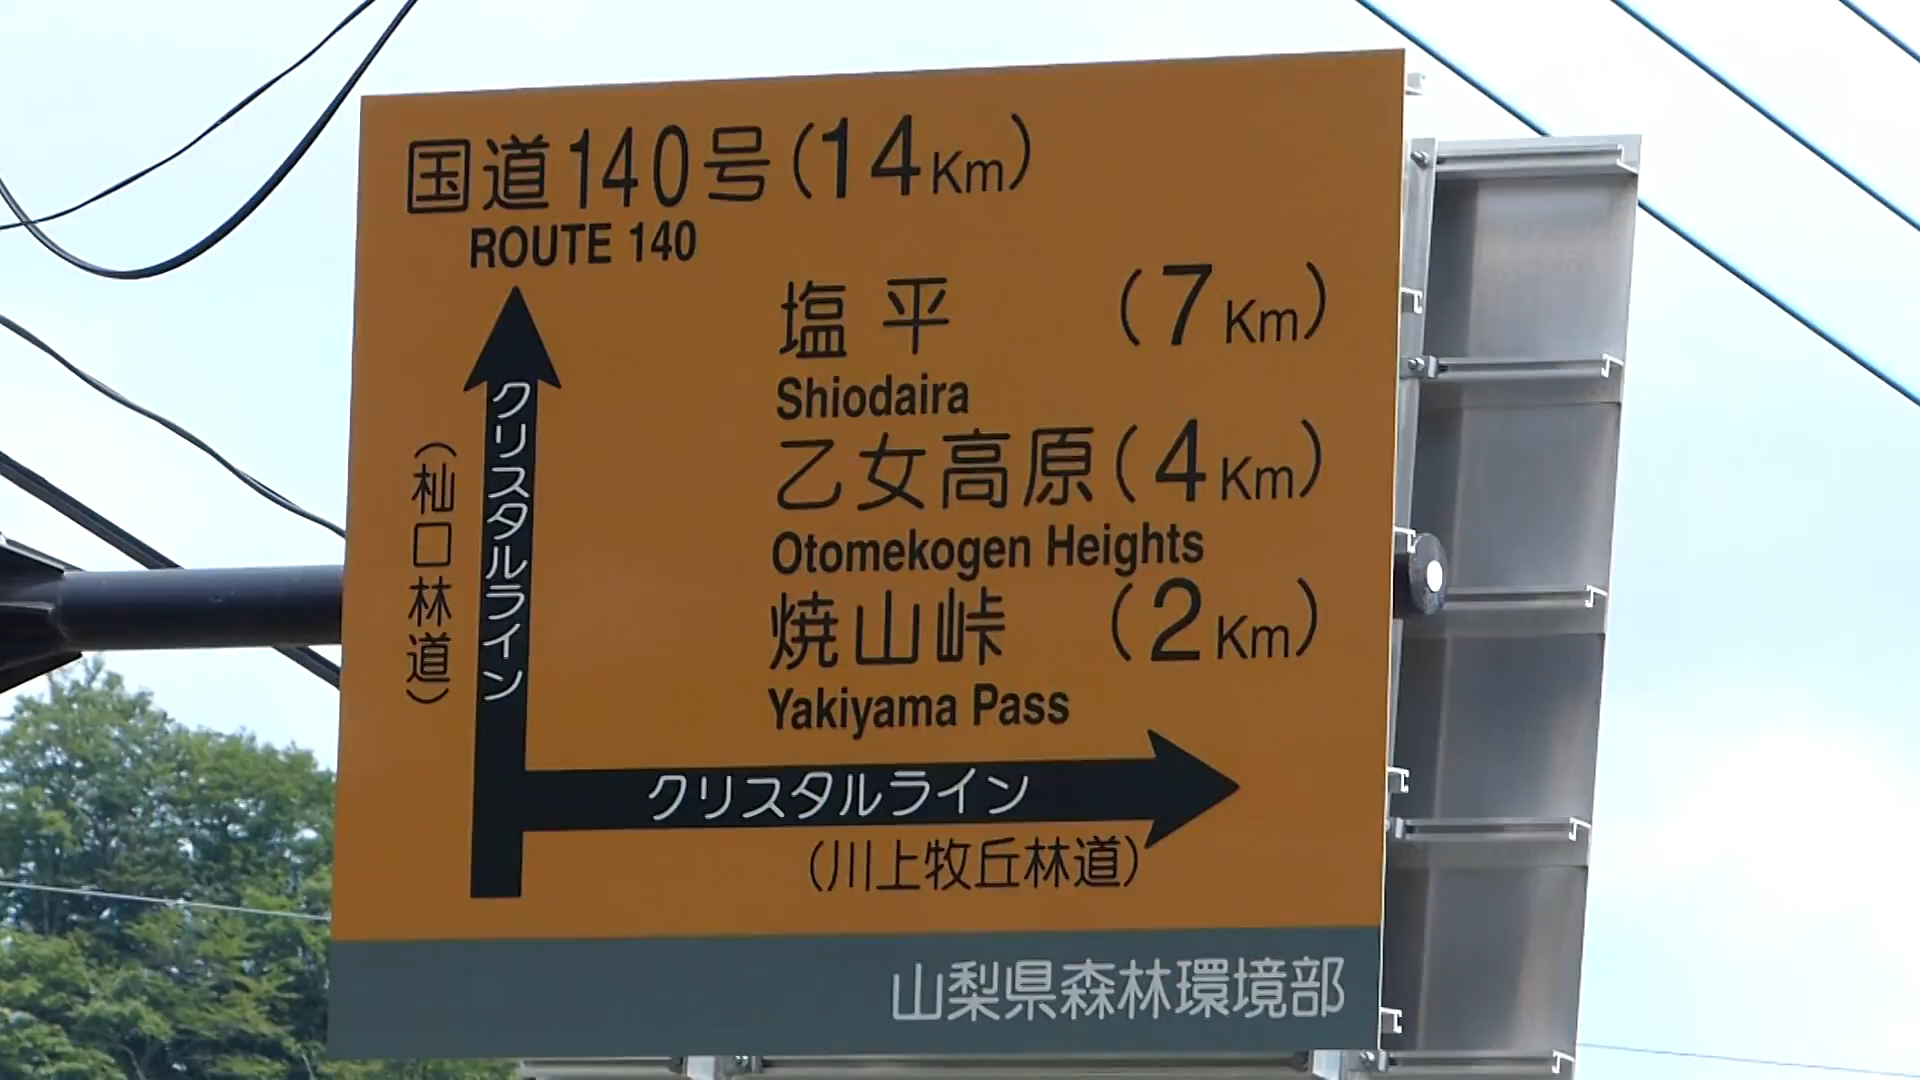 国道140号(14Km)
ROUTE 140
塩平 (7Km)
Shiodaira
乙女高原(4Km)
Otomekogen Heights
焼山峠 (2Km)
Yakiyama Pass
クリスタルライン
(杣口林道)
クリスタルライン
(川上牧丘林道)
山梨県森林環境部